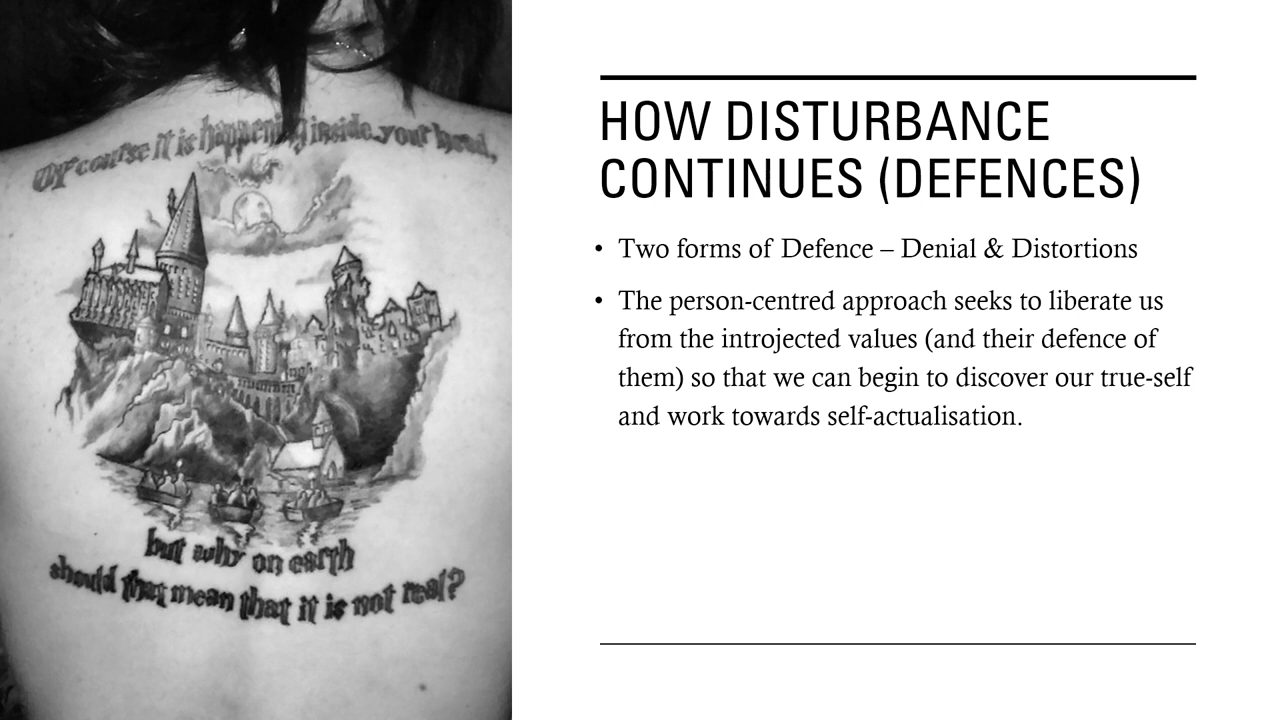 Of course it is happening inside your head,
but why on earth
should that mean that it is not real?
HOW DISTURBANCE
CONTINUES (DEFENCES)
• Two forms of Defence – Denial & Distortions
• The person-centred approach seeks to liberate us
from the introjected values (and their defence of
them) so that we can begin to discover our true-self
and work towards self-actualisation.